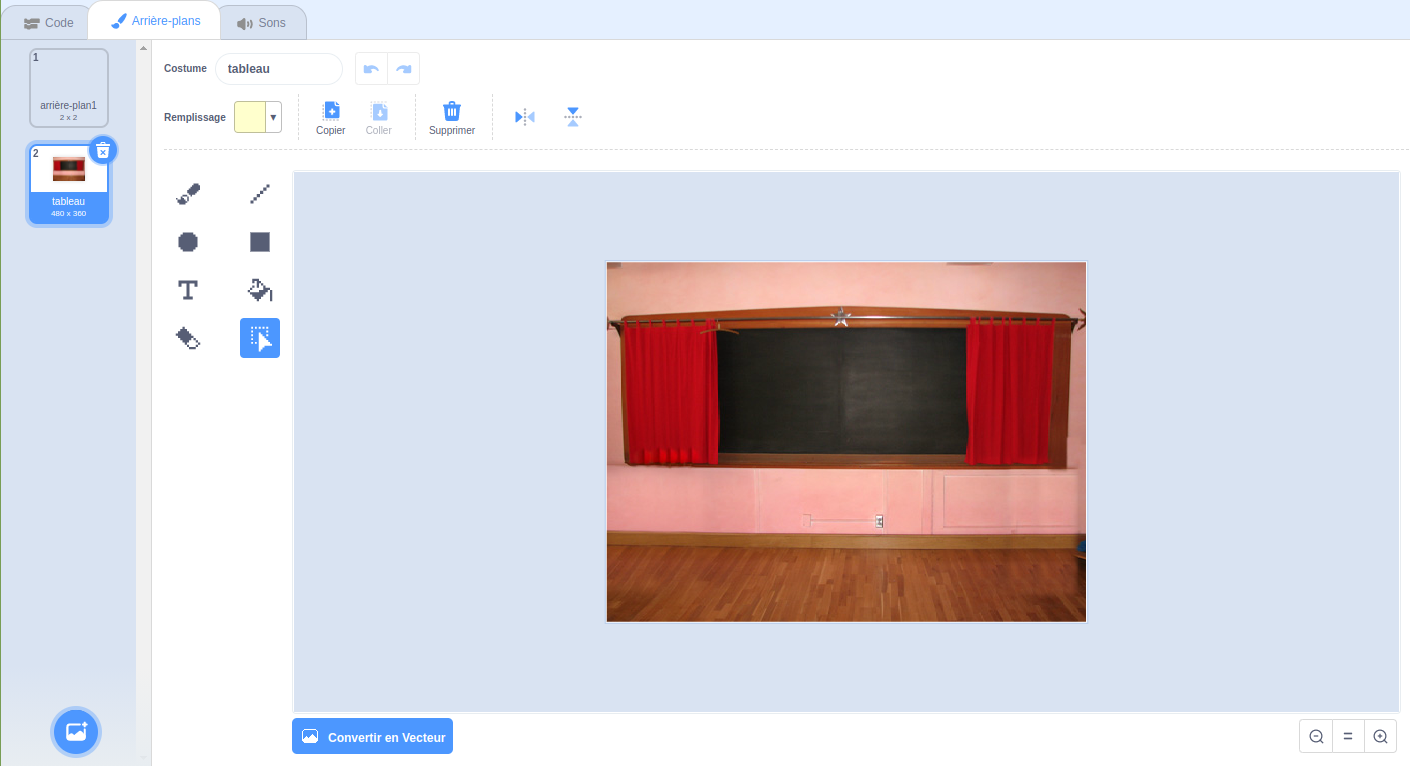 Code
Arrière-plans
Sons
1
arrière-plan1
2 x 2
2
tableau
480 x 360
Costume
tableau
Remplissage
Copier
Coller
Supprimer
T
Convertir en Vecteur
=